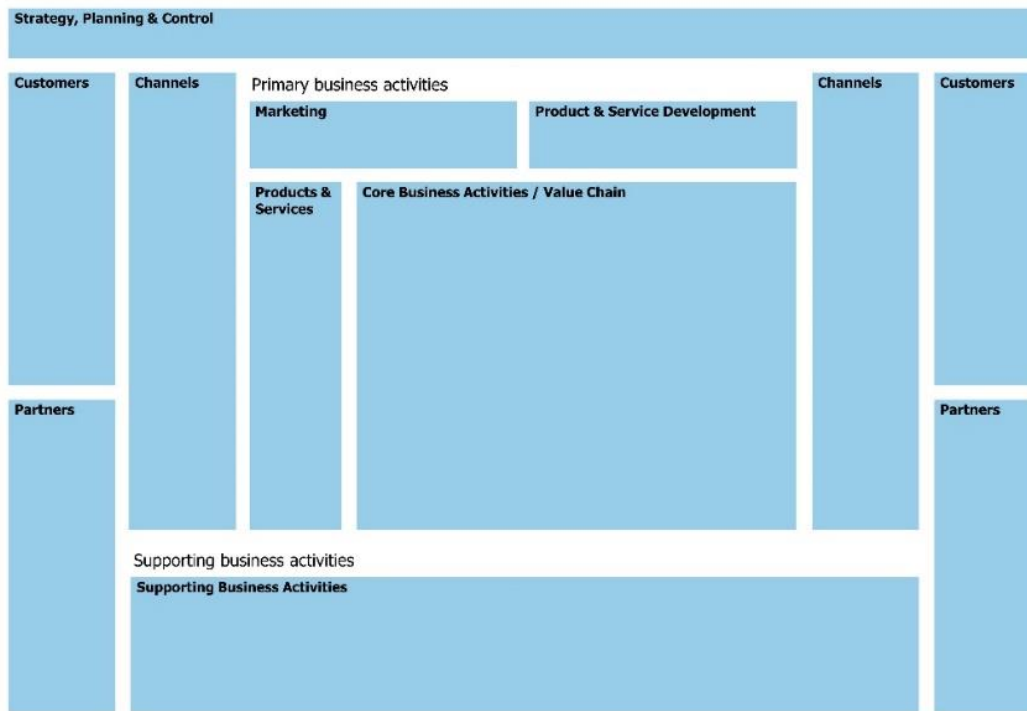 Strategy, Planning & Control
Customers
Channels
Primary business activities
Marketing
Product & Service Development
Products &
Services
Core Business Activities / Value Chain
Channels
Customers
Partners
Partners
Supporting business activities
Supporting Business Activities